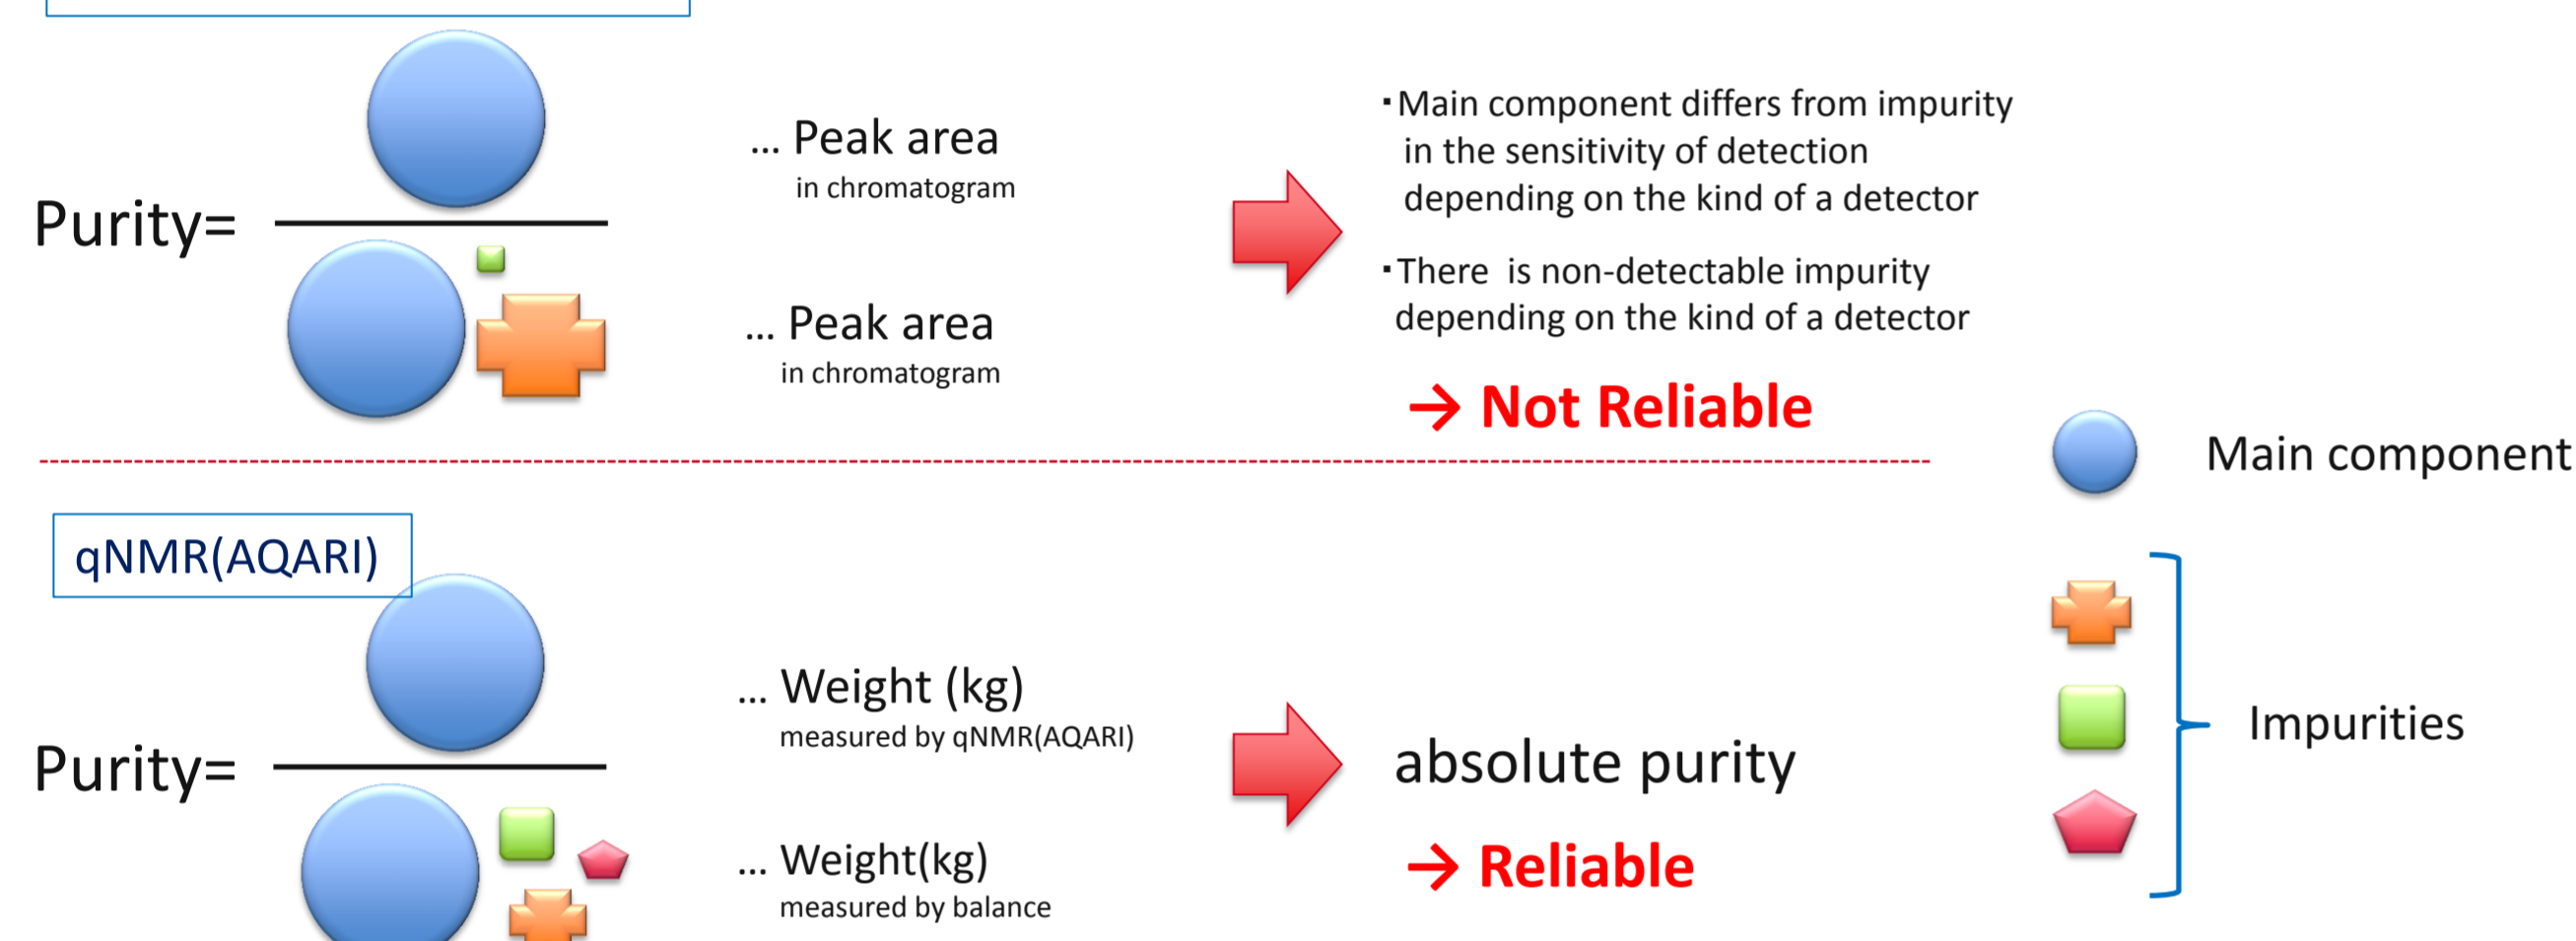 Purity=
… Peak area
in chromatogram
… Peak area
in chromatogram
・Main component differs from impurity
in the sensitivity of detection
depending on the kind of a detector
・There is non-detectable impurity
depending on the kind of a detector
→ Not Reliable
Main component
qNMR(AQARI)
Purity=
… Weight (kg)
measured by qNMR(AQARI)
… Weight(kg)
measured by balance
absolute purity
→ Reliable
Impurities